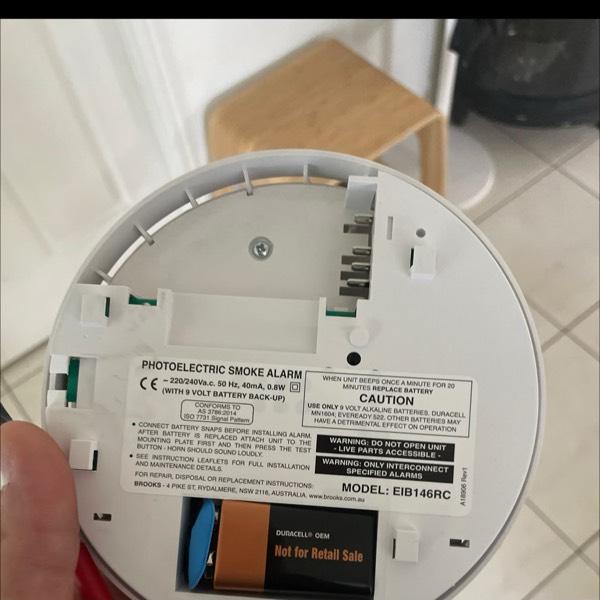 PHOTOELECTRIC SMOKE ALARM
CE ~ 220/240Va.c. 50 Hz, 40mA, 0.8W
(WITH 9 VOLT BATTERY BACK-UP)
CONFORMS TO
AS 3786:2014
ISO 7731 Signal Pattern
• CONNECT BATTERY SNAPS BEFORE INSTALLING ALARM.
AFTER BATTERY IS REPLACED ATTACH UNIT TO THE
MOUNTING PLATE FIRST AND THEN PRESS THE TEST
BUTTON - HORN SHOULD SOUND LOUDLY.
• SEE INSTRUCTION LEAFLETS FOR FULL INSTALLATION
AND MAINTENANCE DETAILS.
FOR REPAIR, DISPOSAL OR REPLACEMENT INSTRUCTIONS:
BROOKS - 4 PIKE ST, RYDALMERE, NSW 2116, AUSTRALIA. www.brooks.com.au
WHEN UNIT BEEPS ONCE A MINUTE FOR 20
MINUTES REPLACE BATTERY
CAUTION
USE ONLY 9 VOLT ALKALINE BATTERIES, DURACELL
MN1604; EVEREADY 522. OTHER BATTERIES MAY
HAVE A DETRIMENTAL EFFECT ON OPERATION
WARNING: DO NOT OPEN UNIT
- LIVE PARTS ACCESSIBLE -
WARNING: ONLY INTERCONNECT
SPECIFIED ALARMS
MODEL: EIB146RC
A18906 Rev1
DURACELL® OEM
Not for Retail Sale